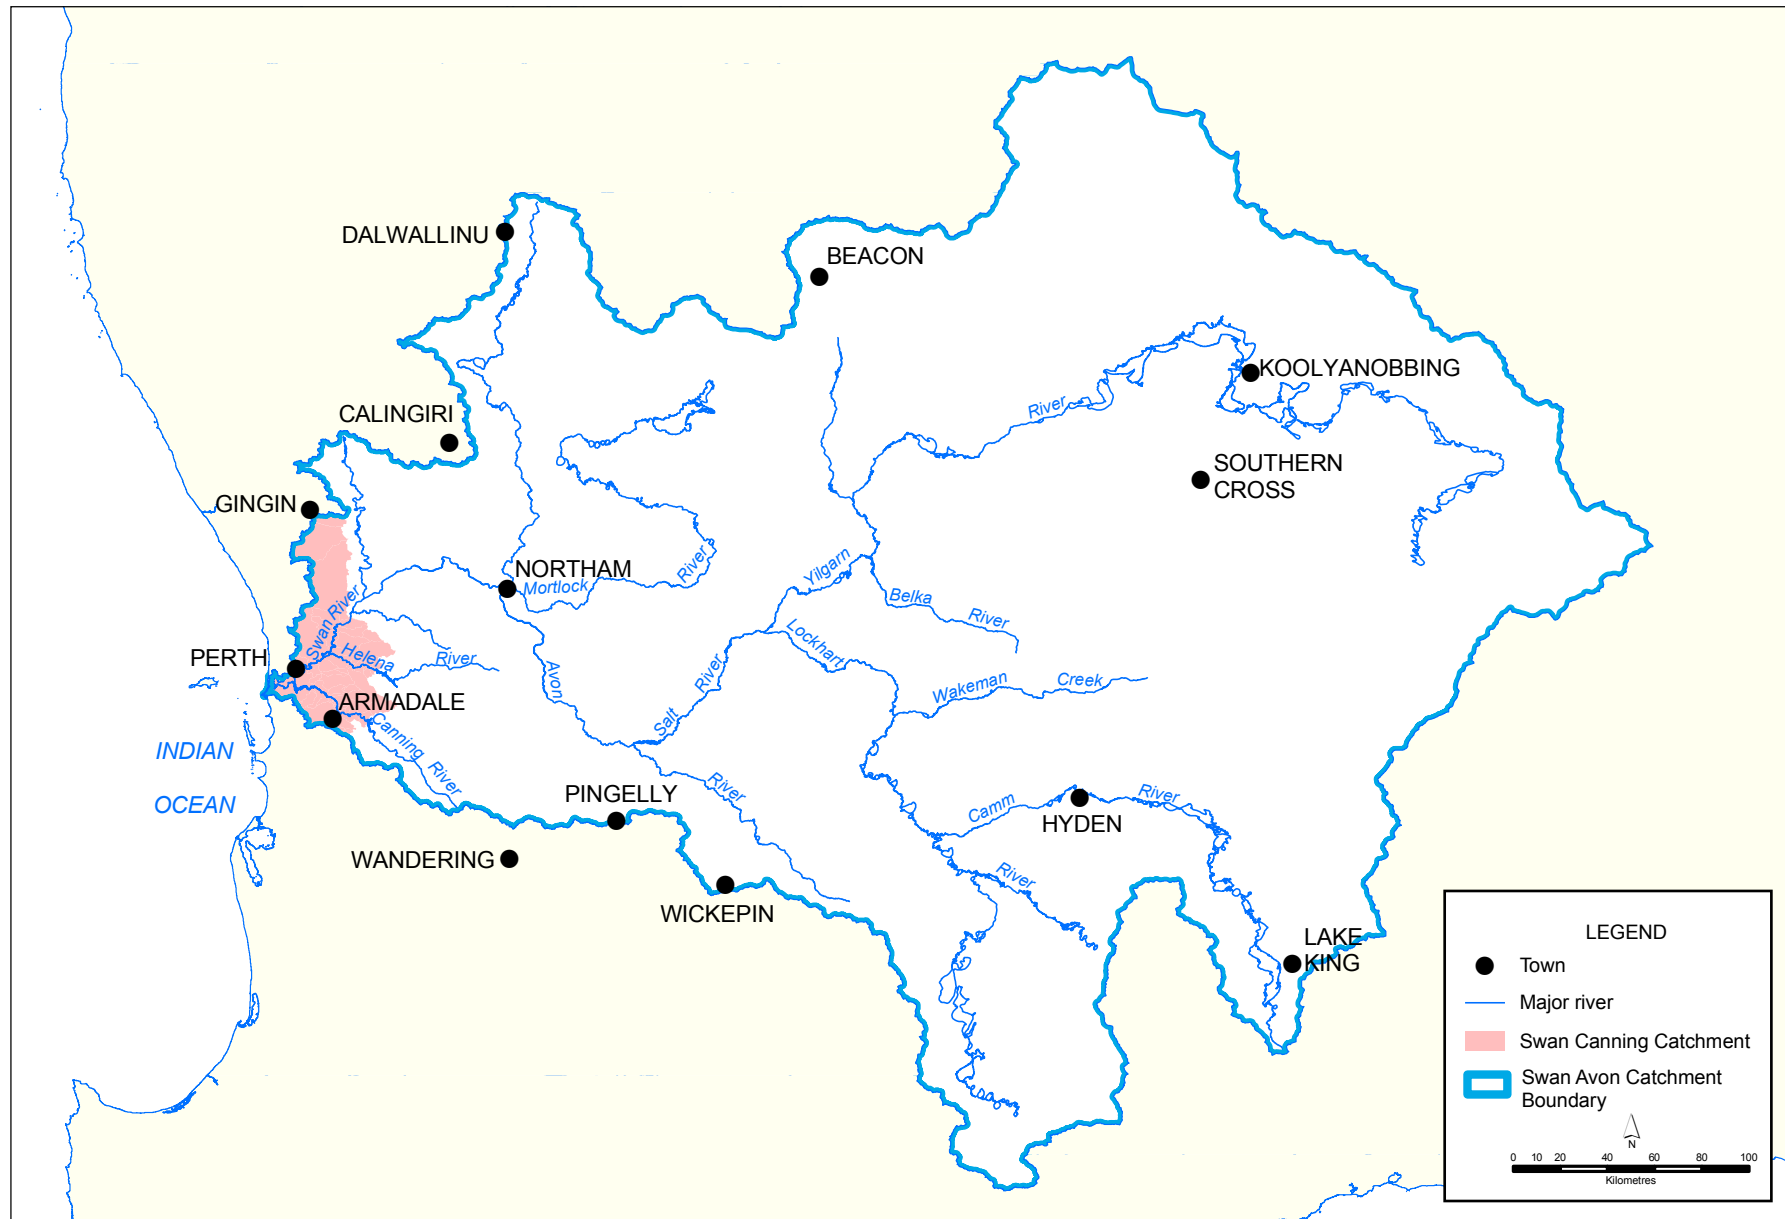 DALWALLINU
BEACON
KOOLYANOBBING
River
CALINGIRI
SOUTHERN
CROSS
GINGIN
NORTHAM
Mortlock
River
Yilgarn
Belka
River
Swan River
Helena
River
PERTH
Avon
Lockhart
River
Salt
Wakeman
Creek
ARMADALE
Canning
River
INDIAN
OCEAN
PINGELLY
River
Camm
River
HYDEN
WANDERING
River
WICKEPIN
LAKE
KING
LEGEND
Town
Major river
Swan Canning Catchment
Swan Avon Catchment
Boundary
N
0 10 20 40 60 80 100
Kilometres